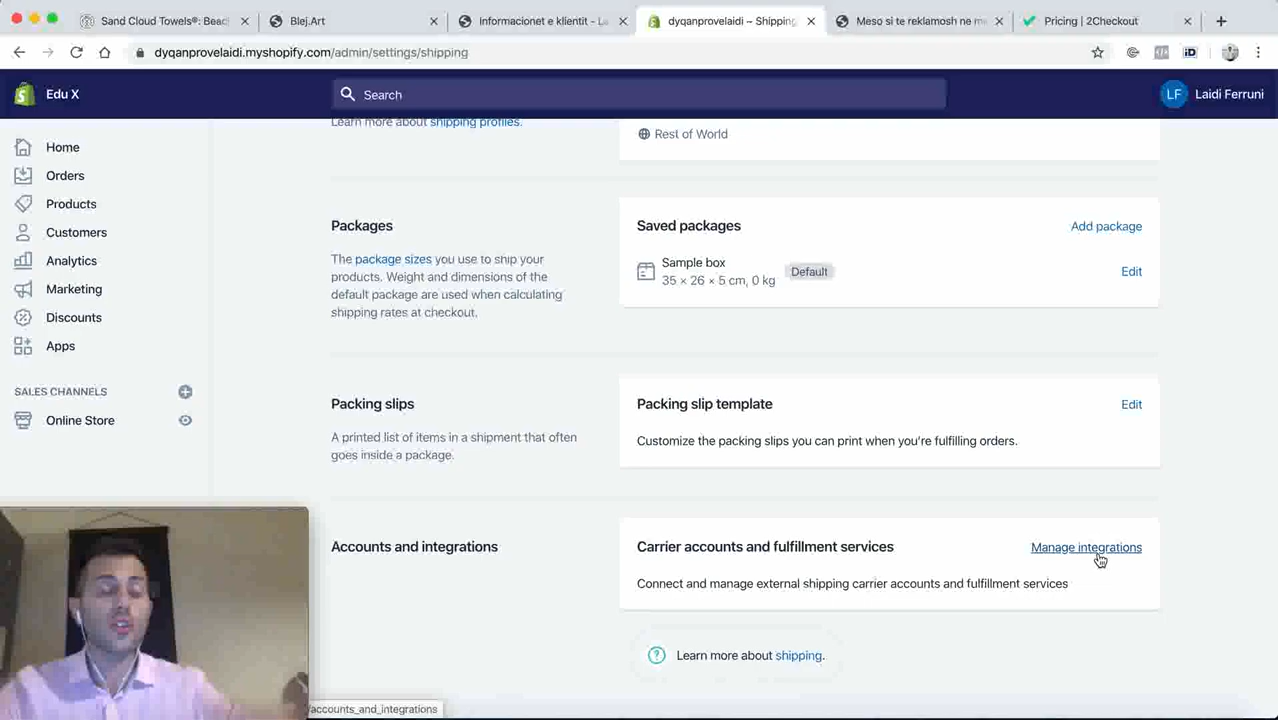 Sand Cloud Towels®: Beac
Blej.Art
Informacionet e klientit - La
dyqanprovelaidi ~ Shipping
Meso si te reklamosh ne m
Pricing | 2Checkout
dyqanprovelaidi.myshopify.com/admin/settings/shipping
iD
Edu X
Search
LF
Laidi Ferruni
Learn more about shipping profiles.
Rest of World
Home
Orders
Products
Customers
Analytics
Marketing
Discounts
Apps
SALES CHANNELS
Online Store
Packages
The package sizes you use to ship your
products. Weight and dimensions of the
default package are used when calculating
shipping rates at checkout.
Saved packages
Add package
Sample box
35 × 26 × 5 cm, 0 kg
Default
Edit
Packing slips
A printed list of items in a shipment that often
goes inside a package.
Packing slip template
Edit
Customize the packing slips you can print when you're fulfilling orders.
Accounts and integrations
Carrier accounts and fulfillment services
Manage integrations
Connect and manage external shipping carrier accounts and fulfillment services
Learn more about shipping.
/accounts_and_integrations